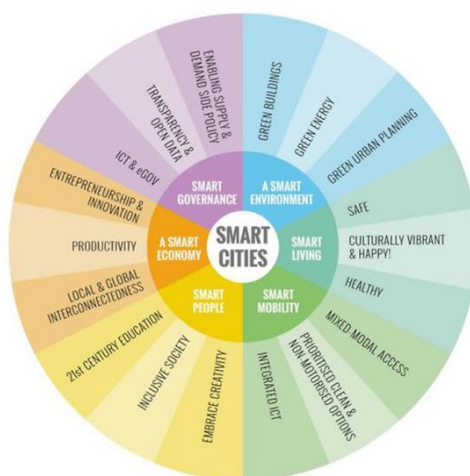 SMART
CITIES
A SMART
ENVIRONMENT
GREEN BUILDINGS
GREEN ENERGY
GREEN URBAN PLANNING
SMART
LIVING
SAFE
CULTURALLY VIBRANT
& HAPPY!
HEALTHY
SMART
MOBILITY
MIXED MODAL ACCESS
PRIORITISED CLEAN &
NON MOTORISED OPTIONS
INTEGRATED ICT
SMART
PEOPLE
EMBRACE CREATIVITY
INCLUSIVE SOCIETY
21st CENTURY EDUCATION
A SMART
ECONOMY
LOCAL & GLOBAL
INTERCONNECTEDNESS
PRODUCTIVITY
ENTREPRENEURSHIP &
INNOVATION
SMART
GOVERNANCE
ICT & eGOV
TRANSPARENCY &
OPEN DATA
ENABLING SUPPLY &
DEMAND SIDE POLICY